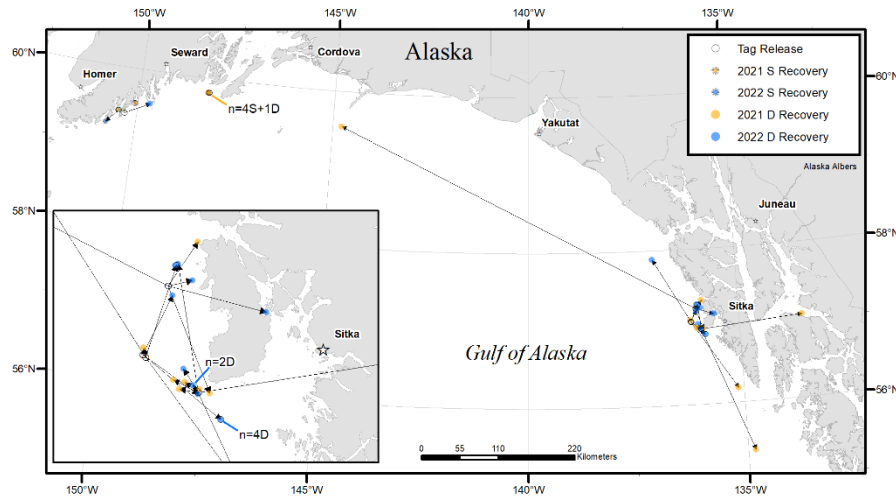 150°W
145°W
140°W
135°W
60°N
60°N
Seward
Cordova
Alaska
Homer
n=4S+1D
Yakutat
Tag Release
2021 S Recovery
2022 S Recovery
2021 D Recovery
2022 D Recovery
Alaska Albers
Juneau
58°N
58°N
Sitka
Sitka
Gulf of Alaska
n=2D
n=4D
56°N
56°N
0
55
110
220
Kilometers
150°W
145°W
140°W
135°W